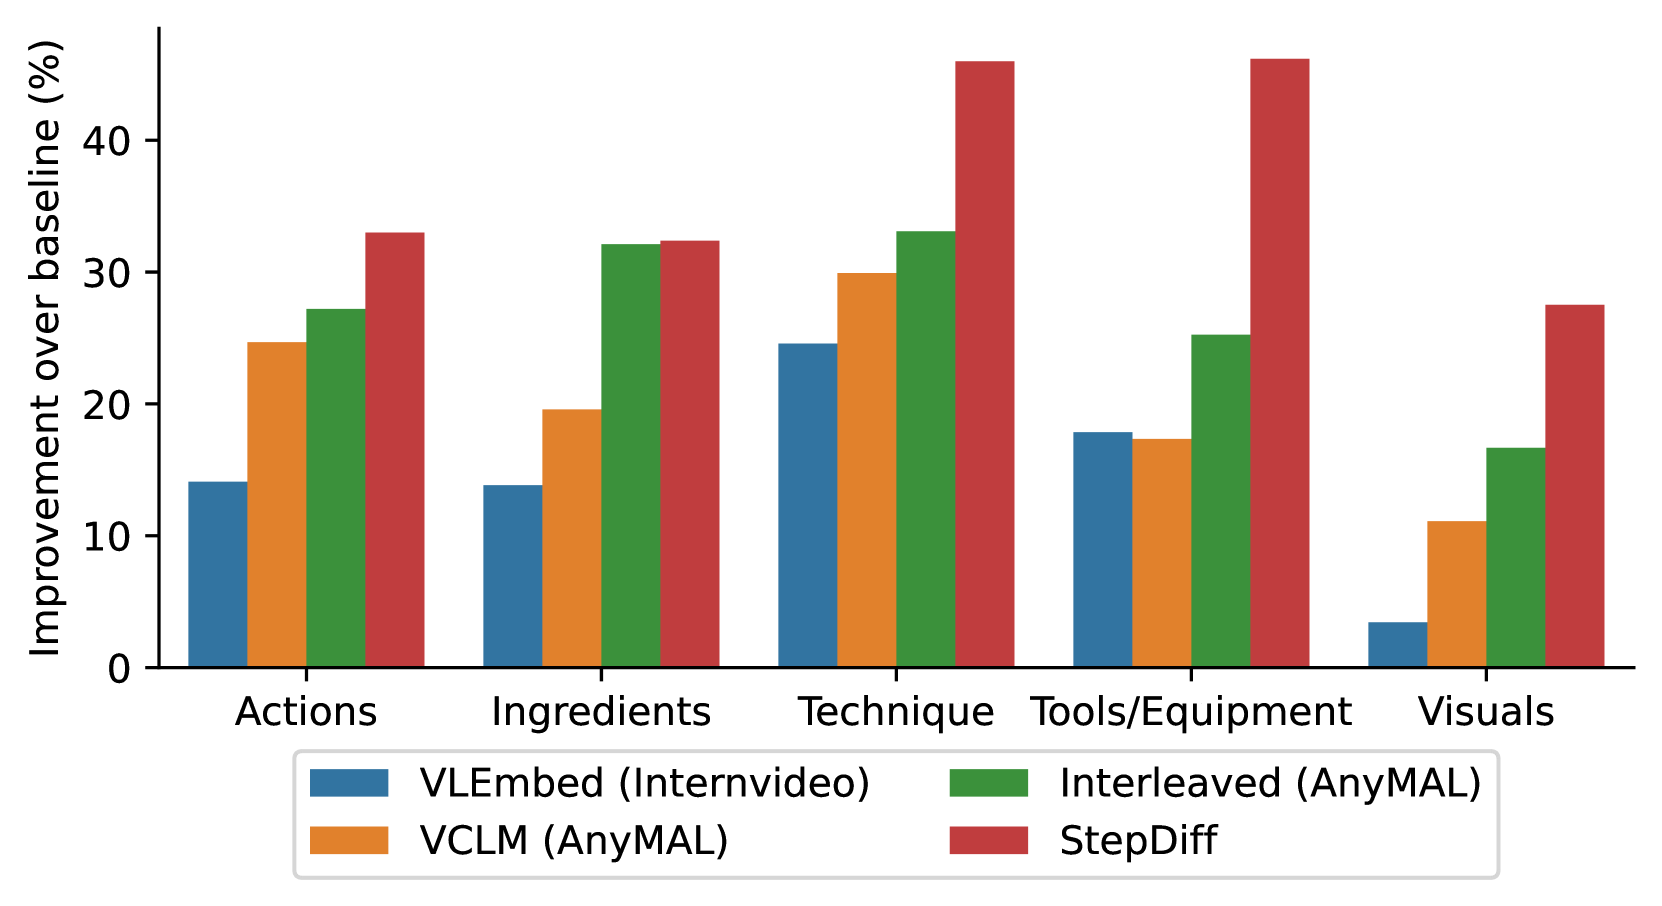 Improvement over baseline (%)
40
30
20
10
0
Actions
Ingredients
Technique
Tools/Equipment
Visuals
VLEmbed (Internvideo)
VCLM (AnyMAL)
Interleaved (AnyMAL)
StepDiff